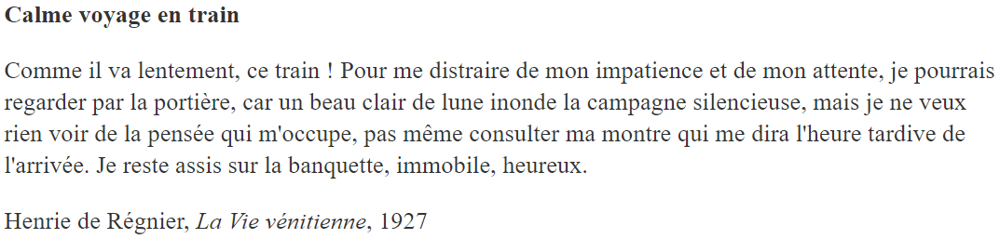 Calme voyage en train
Comme il va lentement, ce train ! Pour me distraire de mon impatience et de mon attente, je pourrais
regarder par la portière, car un beau clair de lune inonde la campagne silencieuse, mais je ne veux
rien voir de la pensée qui m'occupe, pas même consulter ma montre qui me dira l'heure tardive de
l'arrivée. Je reste assis sur la banquette, immobile, heureux.
Henrie de Régnier, La Vie vénitienne, 1927